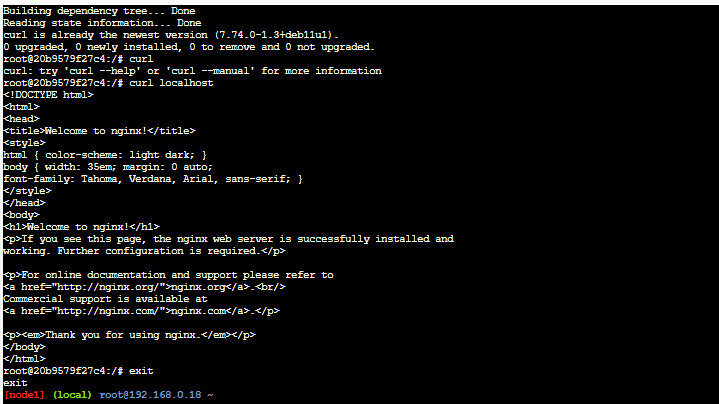 Building dependency tree... Done
Reading state information... Done
curl is already the newest version (7.74.0-1.3+deb11u1).
0 upgraded, 0 newly installed, 0 to remove and 0 not upgraded.
root@20b9579f27c4:/# curl
curl: try 'curl --help' or 'curl --manual' for more information
root@20b9579f27c4:/# curl localhost
<!DOCTYPE html>
<html>
<head>
<title>Welcome to nginx!</title>
<style>
html { color-scheme: light dark; }
body { width: 35em; margin: 0 auto;
font-family: Tahoma, Verdana, Arial, sans-serif; }
</style>
</head>
<body>
<h1>Welcome to nginx!</h1>
<p>If you see this page, the nginx web server is successfully installed and
working. Further configuration is required.</p>

<p>For online documentation and support please refer to
<a href="http://nginx.org/">nginx.org</a>.<br/>
Commercial support is available at
<a href="http://nginx.com/">nginx.com</a>.</p>

<p><em>Thank you for using nginx.</em></p>
</body>
</html>
root@20b9579f27c4:/# exit
exit
[node1] (local) root@192.168.0.18 ~